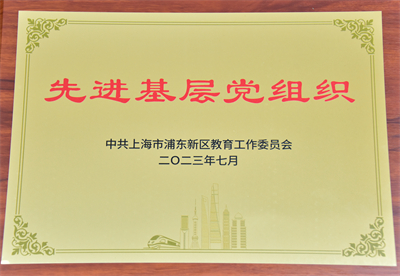 先进基层党组织
中共上海市浦东新区教育工作委员会
二〇二三年七月